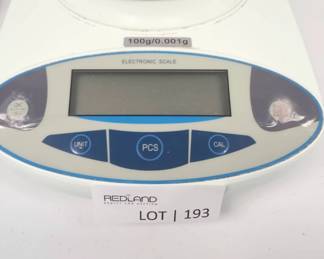 100g/0.001g
ELECTRONIC SCALE
UNIT
PCS
CAL
REDLAND
LOT | 193